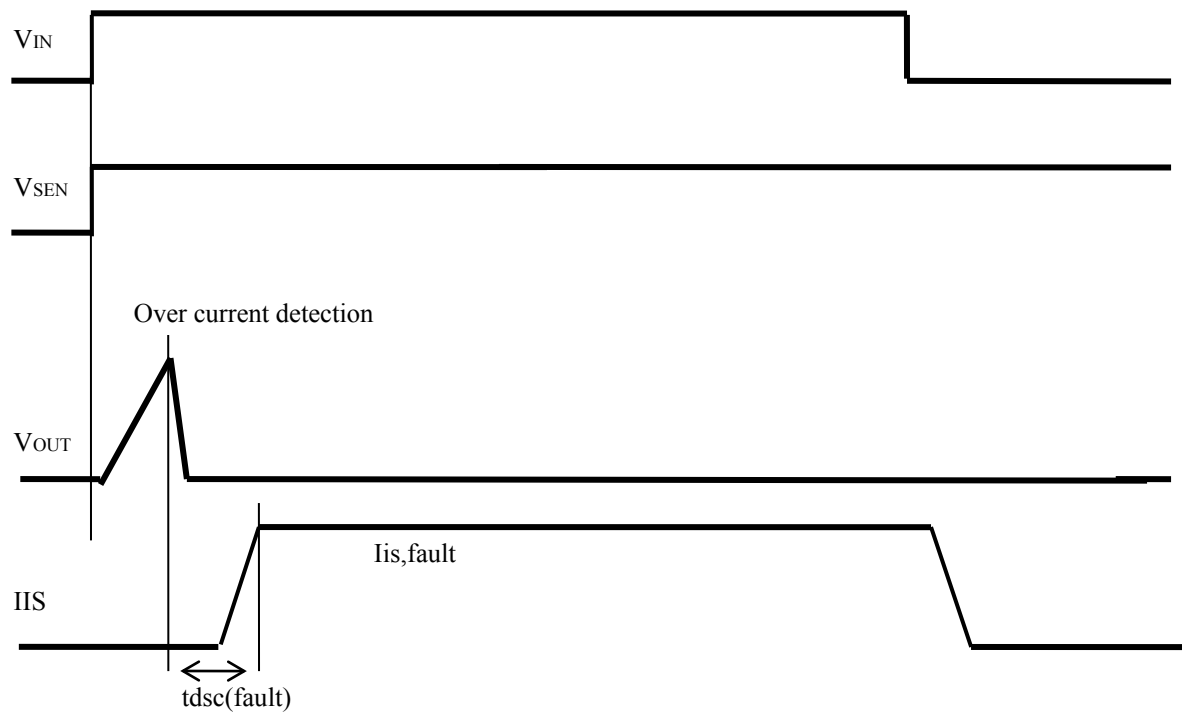 VIN
VSEN
Over current detection
VOUT
Iis,fault
IIS
tdsc(fault)